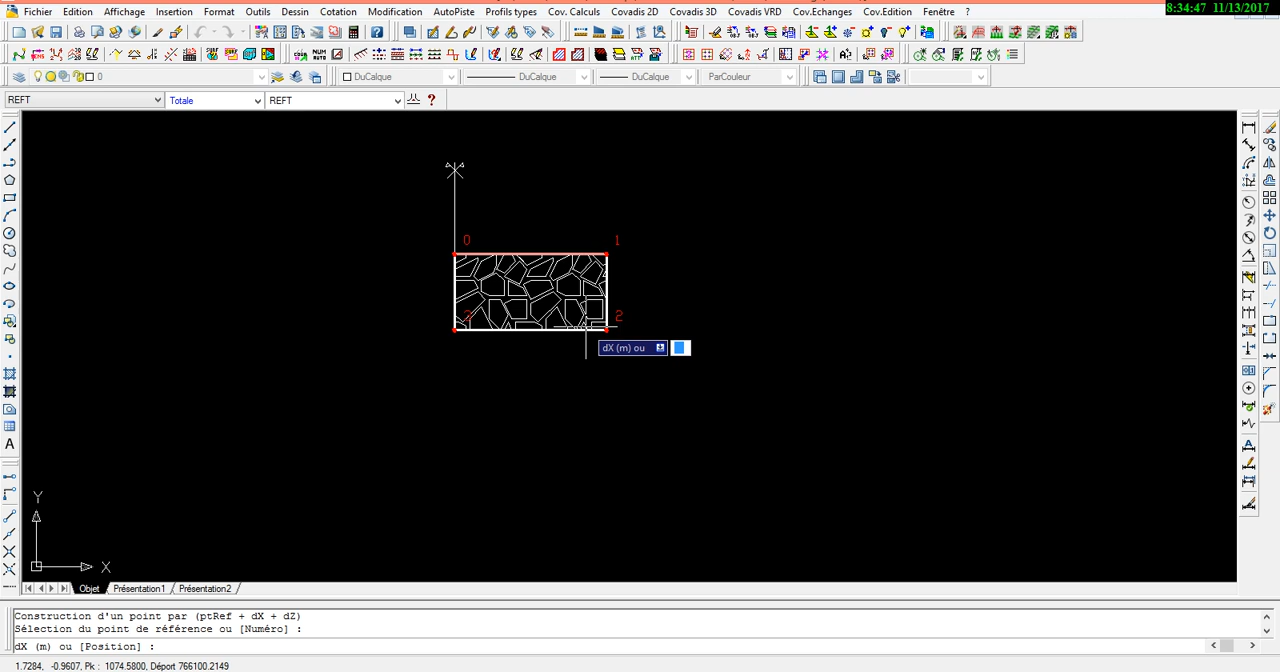 8:34:47 11/13/2017
Fichier Edition Affichage Insertion Format Outils Dessin Cotation Modification AutoPiste Profils types Cov. Calculs Covadis 2D Covadis 3D Covadis VRD Cov.Echanges Cov.Edition Fenêtre ?
0 DuCalque DuCalque DuCalque ParCouleur
REFT Totale REFT ?
0 1
2
dX (m) ou
Y
X
Objet Présentation1 Présentation2
Construction d'un point par (ptRef + dX + dZ)
Sélection du point de référence ou [Numéro] :
dX (m) ou [Position] :
1.7284, -0.9607, Pk : 1074.5800, Déport 766100.2149